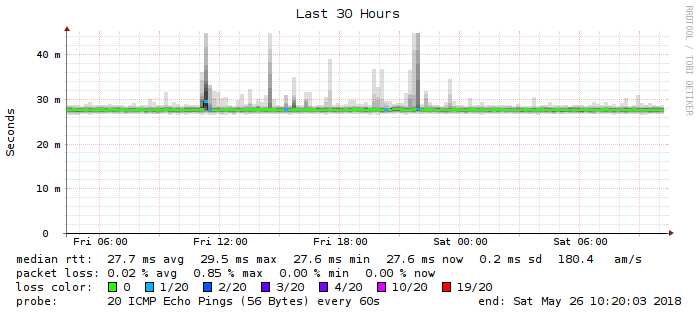 Last 30 Hours
RRDTOOL / TOBI OETIKER
Seconds
40 m
30 m
20 m
10 m
0
Fri 06:00 Fri 12:00 Fri 18:00 Sat 00:00 Sat 06:00
median rtt: 27.7 ms avg 29.5 ms max 27.6 ms min 27.6 ms now 0.2 ms sd 180.4 am/s
packet loss: 0.02 % avg 0.85 % max 0.00 % min 0.00 % now
loss color: 0 1/20 2/20 3/20 4/20 10/20 19/20
probe: 20 ICMP Echo Pings (56 Bytes) every 60s end: Sat May 26 10:20:03 2018